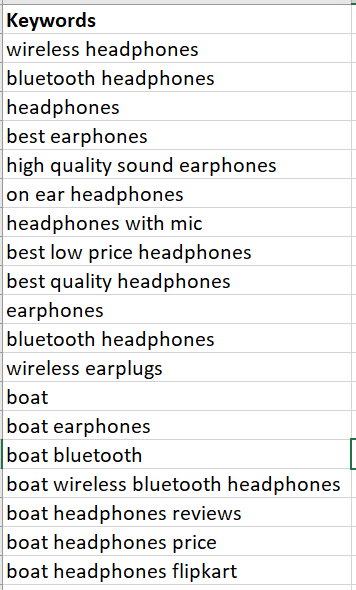 Keywords
wireless headphones
bluetooth headphones
headphones
best earphones
high quality sound earphones
on ear headphones
headphones with mic
best low price headphones
best quality headphones
earphones
bluetooth headphones
wireless earplugs
boat
boat earphones
boat bluetooth
boat wireless bluetooth headphones
boat headphones reviews
boat headphones price
boat headphones flipkart